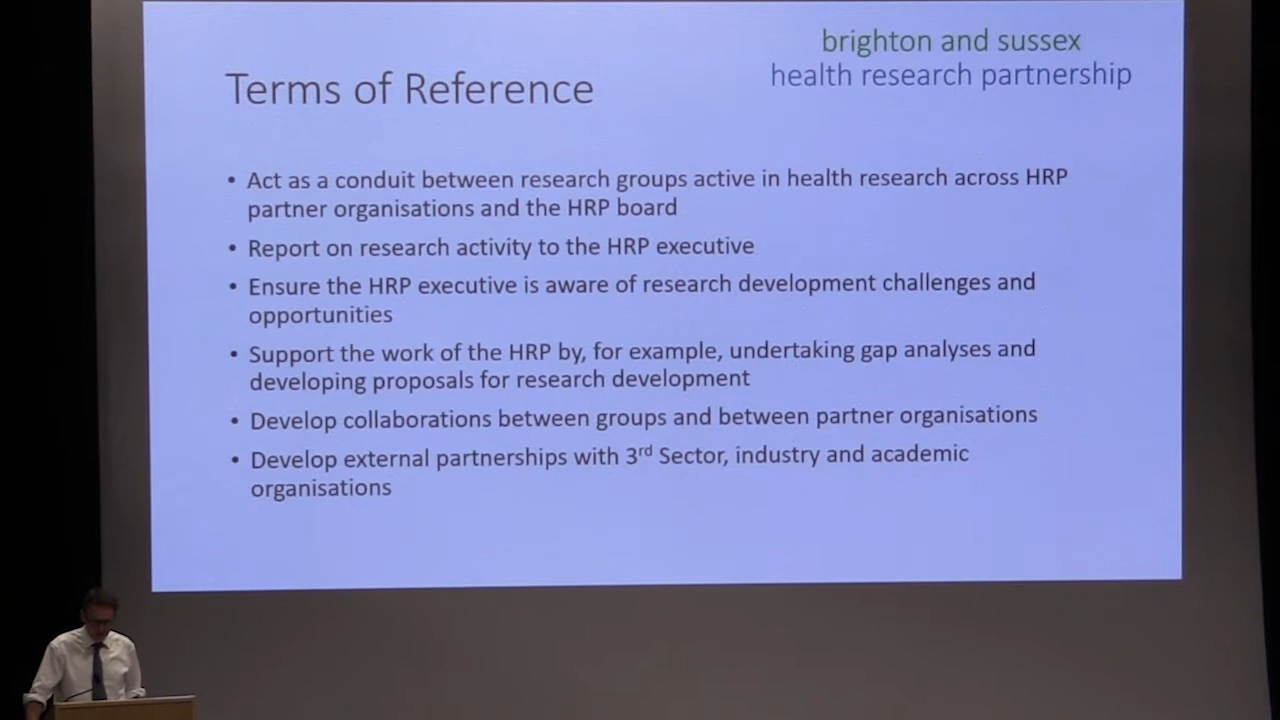 brighton and sussex
health research partnership
Terms of Reference
• Act as a conduit between research groups active in health research across HRP
partner organisations and the HRP board
• Report on research activity to the HRP executive
• Ensure the HRP executive is aware of research development challenges and
opportunities
• Support the work of the HRP by, for example, undertaking gap analyses and
developing proposals for research development
• Develop collaborations between groups and between partner organisations
• Develop external partnerships with 3rd Sector, industry and academic
organisations